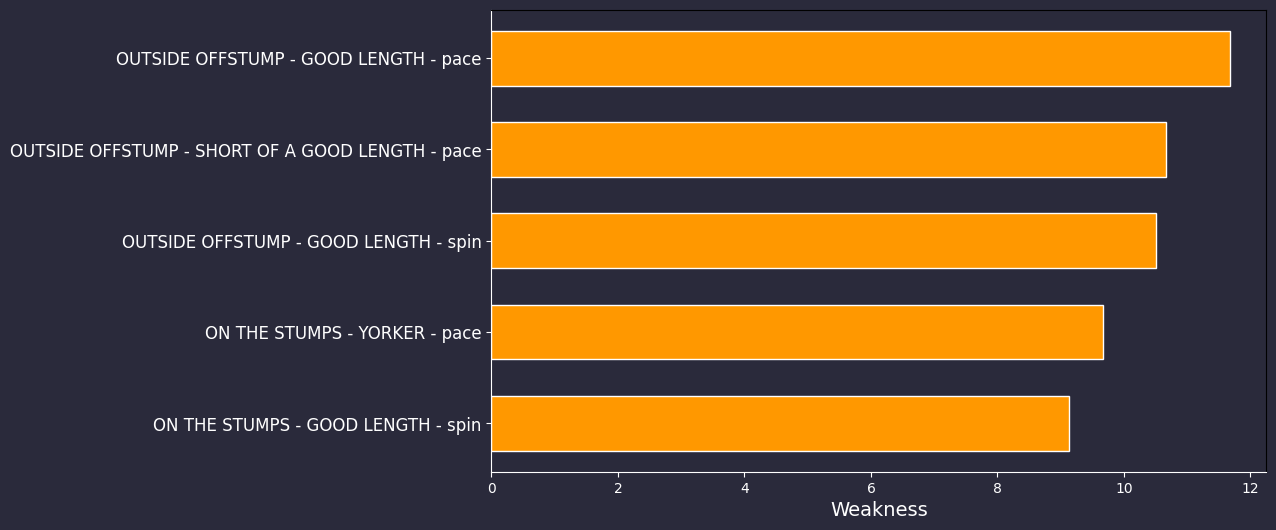 OUTSIDE OFFSTUMP - GOOD LENGTH - pace
OUTSIDE OFFSTUMP - SHORT OF A GOOD LENGTH - pace
OUTSIDE OFFSTUMP - GOOD LENGTH - spin
ON THE STUMPS - YORKER - pace
ON THE STUMPS - GOOD LENGTH - spin
0 2 4 6 8 10 12
Weakness